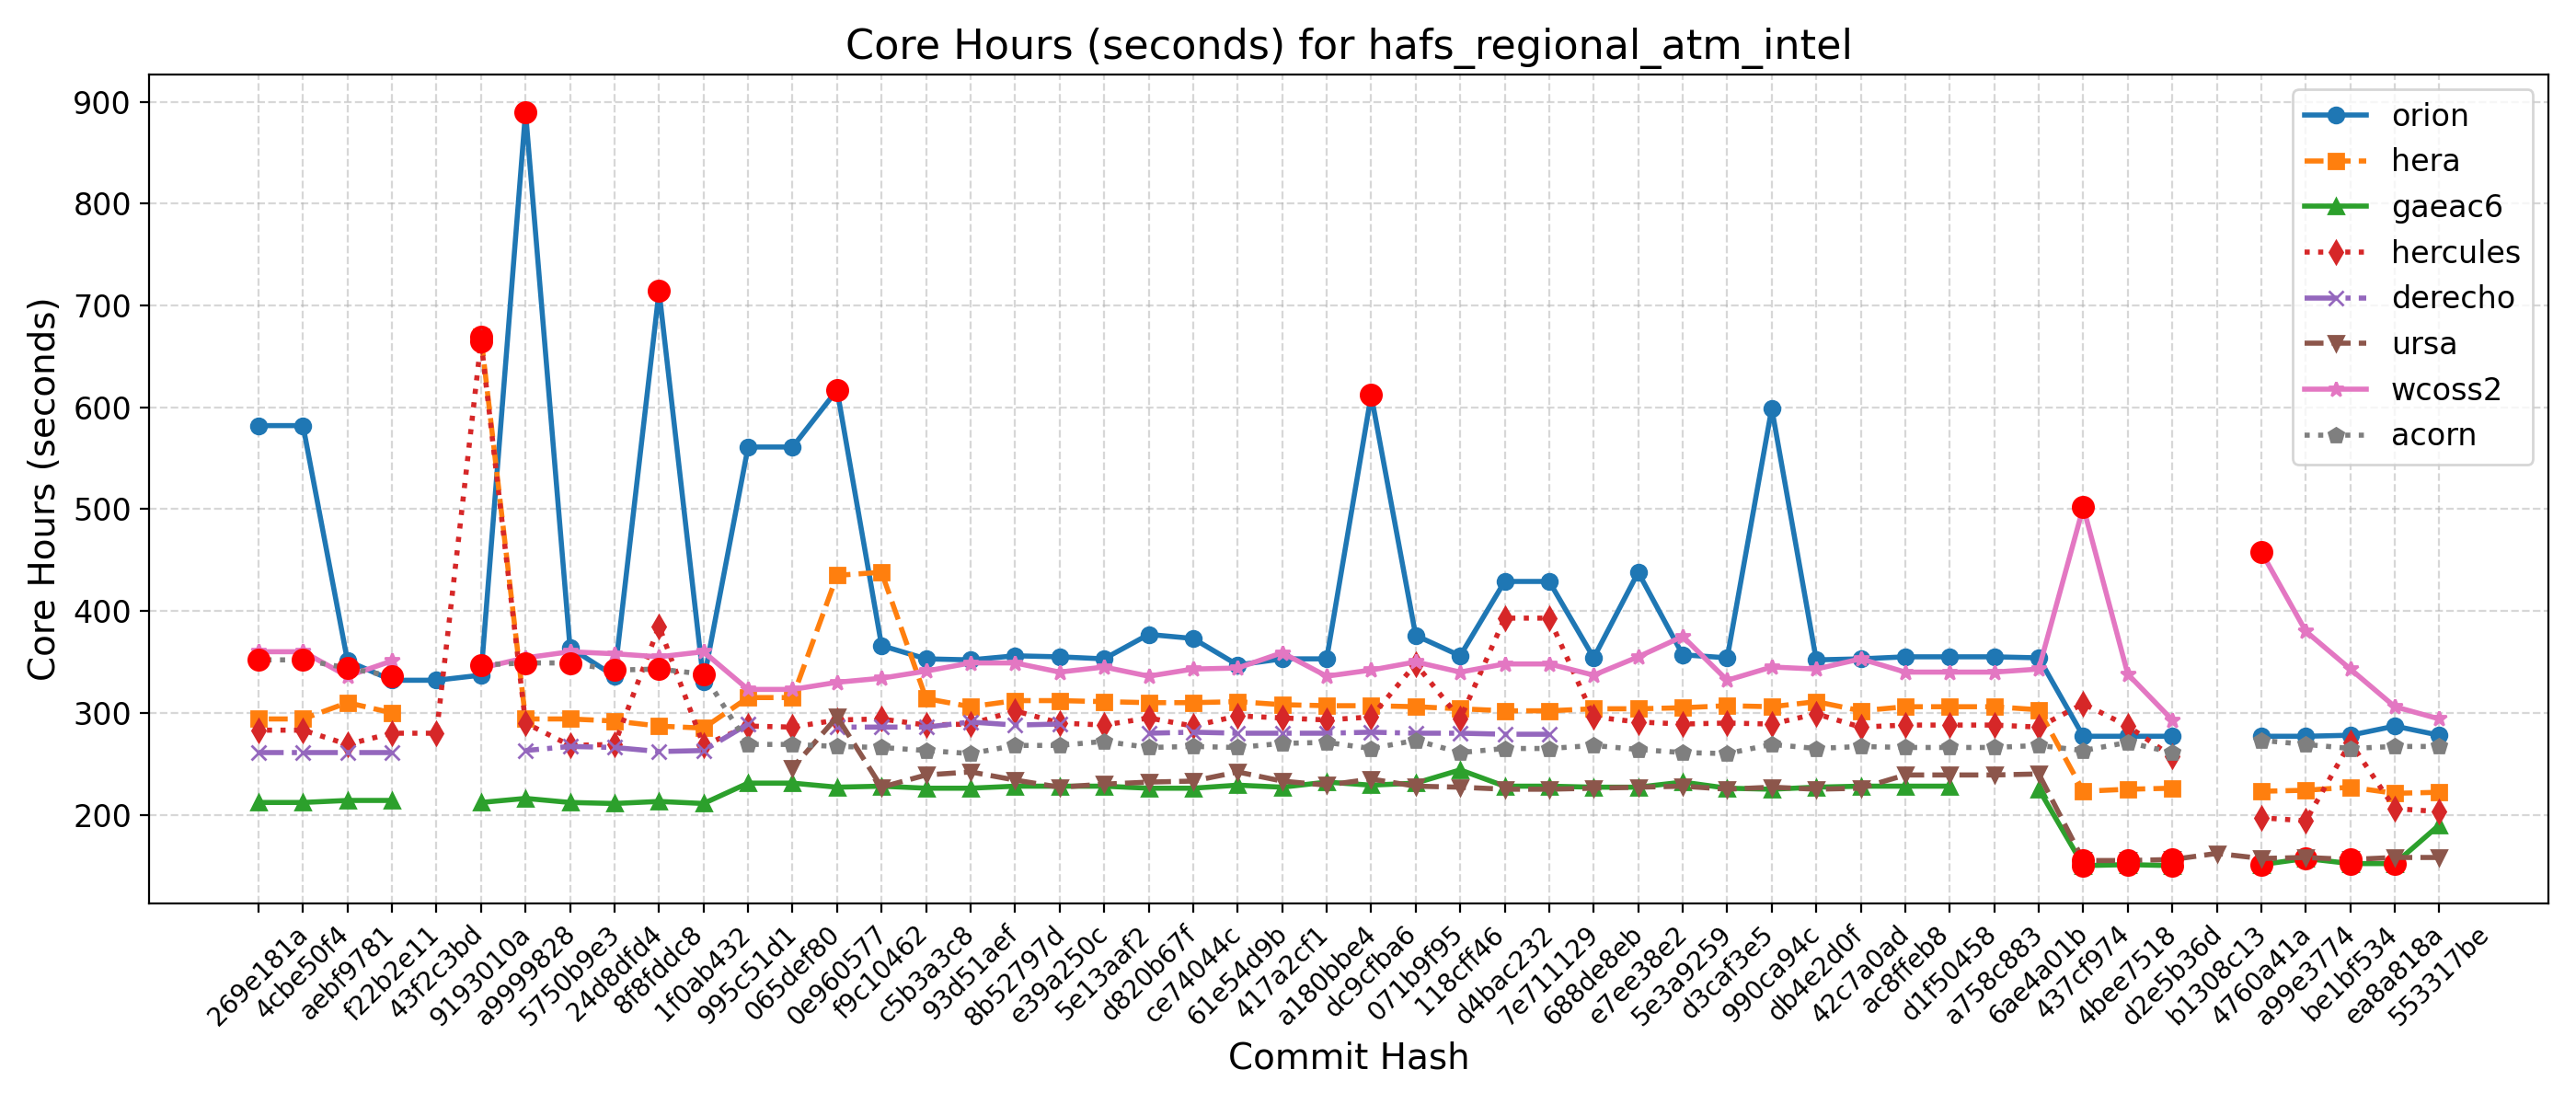 Core Hours (seconds) for hafs_regional_atm_intel
Core Hours (seconds)
900
800
700
600
500
400
300
200
orion
hera
gaeac6
hercules
derecho
ursa
wcoss2
acorn
269e181a
4cbe50f4
aebf9781
f22b2e11
43f2c3bd
9193010a
a9999828
5750b9e3
24d8dfd4
8f8fddc8
1f0ab432
995c51d1
065def80
0e960577
f9c10462
c5b3a3c8
93d51aef
8b52797d
e39a250c
5e13aaf2
d820b67f
ce74044c
61e54d9b
417a2cf1
a180bbe4
dc9cfba6
071b9f95
118cff46
d4bac232
7e711129
688de8eb
e7ee38e2
5e3a9259
d3caf3e5
990ca94c
db4e2d0f
42c7a0ad
ac8ffeb8
d1f50458
a758c883
6ae4a01b
437cf974
4bee7518
d2e5b36d
b1308c13
4760a41a
a99e3774
be1bf534
ea8a818a
553317be
Commit Hash